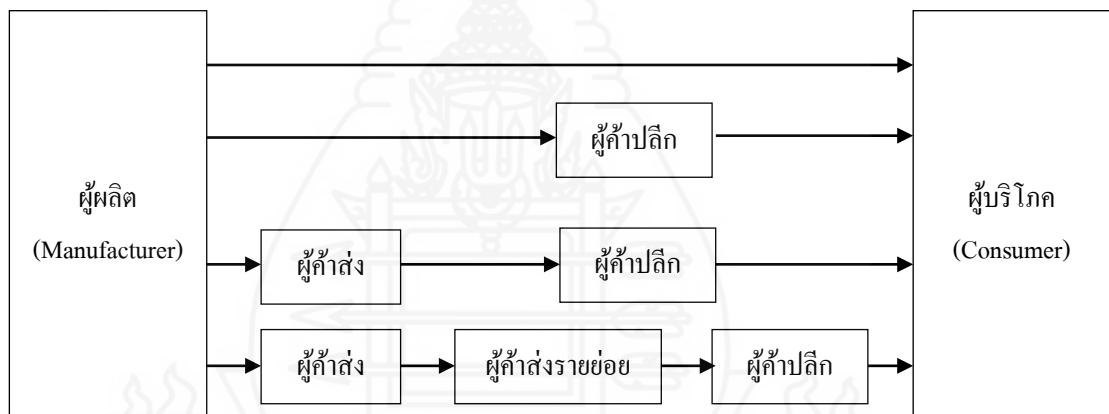 ผู้ค้าปลีก
ผู้ผลิต
(Manufacturer)
ผู้บริโภค
(Consumer)
ผู้ค้าส่ง
ผู้ค้าปลีก
ผู้ค้าส่ง
ผู้ค้าส่งรายย่อย
ผู้ค้าปลีก